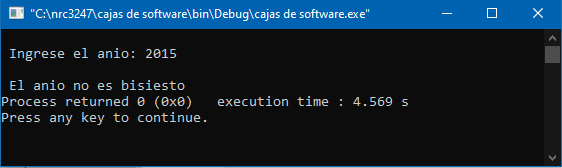 "C:\nrc3247\cajas de software\bin\Debug\cajas de software.exe"
Ingrese el anio: 2015
El anio no es bisiesto
Process returned 0 (0x0)   execution time : 4.569 s
Press any key to continue.